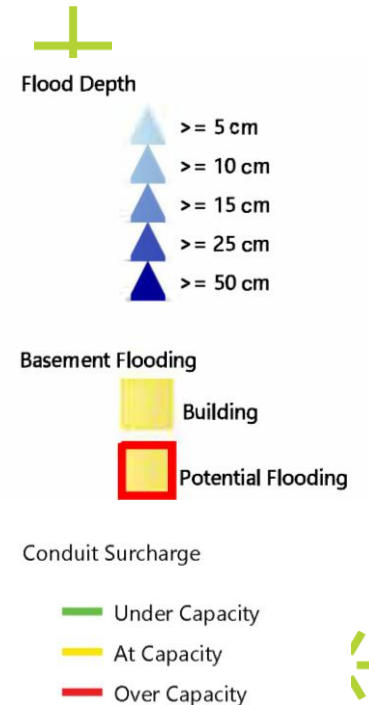 Flood Depth
>= 5 cm
>= 10 cm
>= 15 cm
>= 25 cm
>= 50 cm
Basement Flooding
Building
Potential Flooding
Conduit Surcharge
Under Capacity
At Capacity
Over Capacity